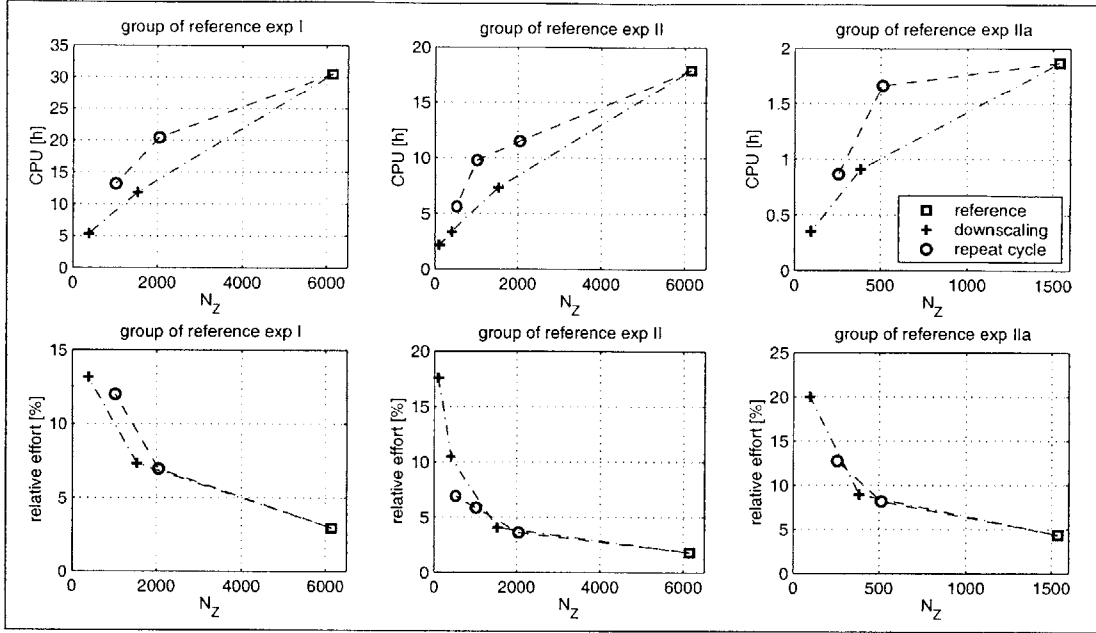 group of reference exp I
35
30
25
20
15
10
5
0
CPU [h]
0 2000 4000 6000
N_Z
group of reference exp II
20
15
10
5
0
CPU [h]
0 2000 4000 6000
N_Z
group of reference exp IIa
2
1.5
1
0.5
0
CPU [h]
reference
downscaling
repeat cycle
0 500 1000 1500
N_Z
group of reference exp I
15
10
5
0
relative effort [%]
0 2000 4000 6000
N_Z
group of reference exp II
20
15
10
5
0
relative effort [%]
0 2000 4000 6000
N_Z
group of reference exp IIa
25
20
15
10
5
0
relative effort [%]
0 500 1000 1500
N_Z